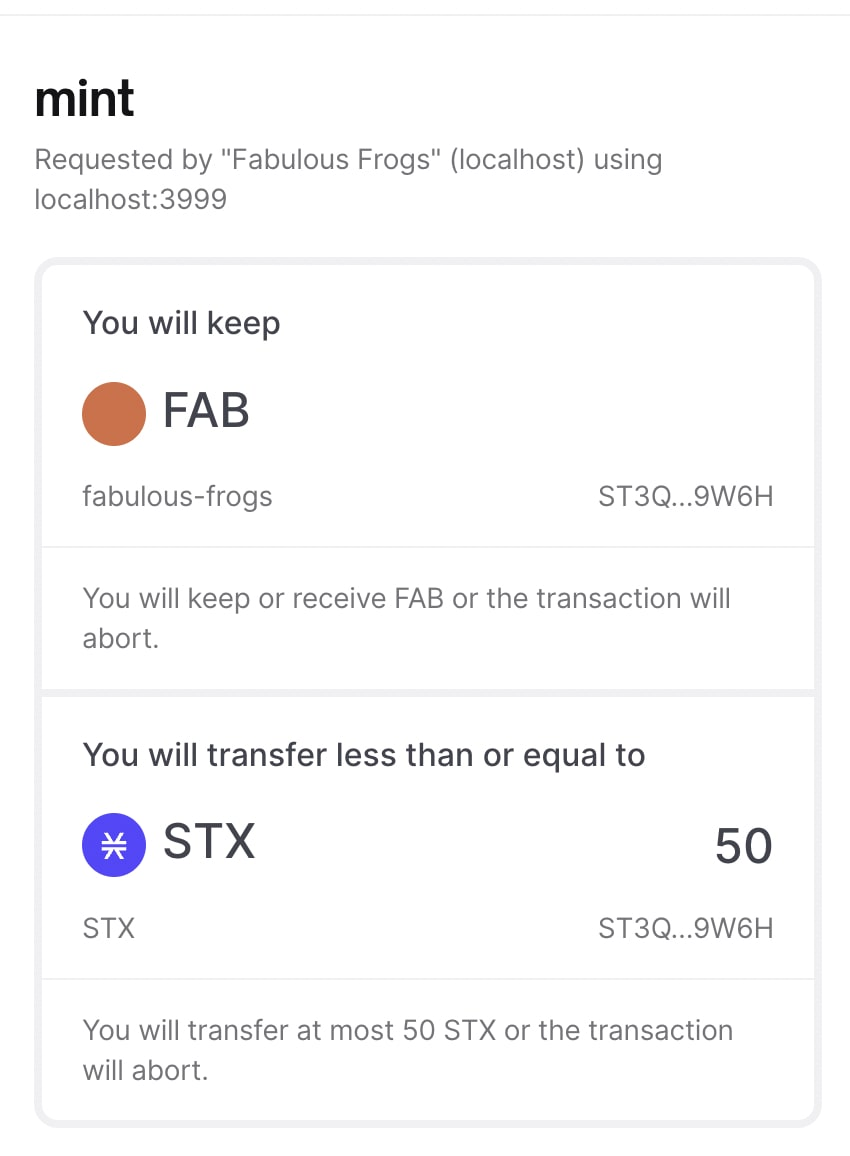 mint
Requested by "Fabulous Frogs" (localhost) using
localhost:3999
You will keep
FAB
fabulous-frogs ST3Q...9W6H
You will keep or receive FAB or the transaction will
abort.
You will transfer less than or equal to
STX 50
STX ST3Q...9W6H
You will transfer at most 50 STX or the transaction
will abort.